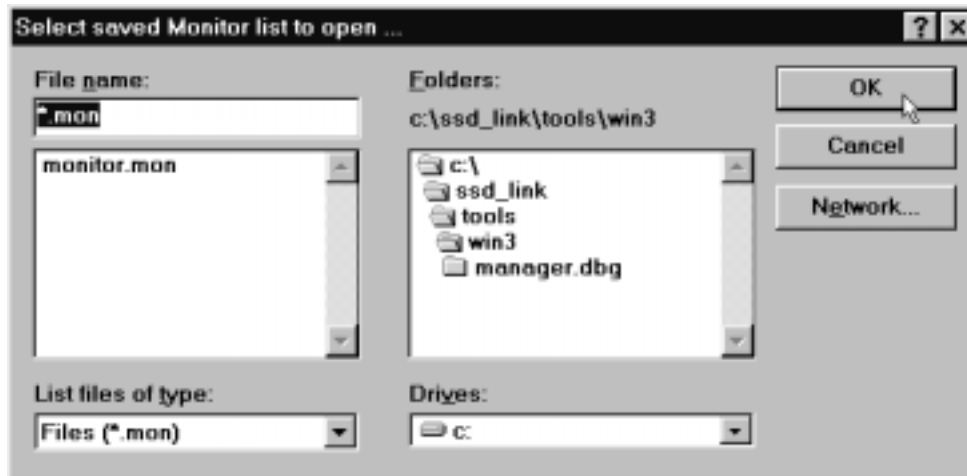 Select saved Monitor list to open ...
File name:
*.mon
monitor.mon
List files of type:
Files (*.mon)
Folders:
c:\ssd_link\tools\win3
c:\
ssd_link
tools
win3
manager.dbg
Drives:
c:
OK
Cancel
Network...